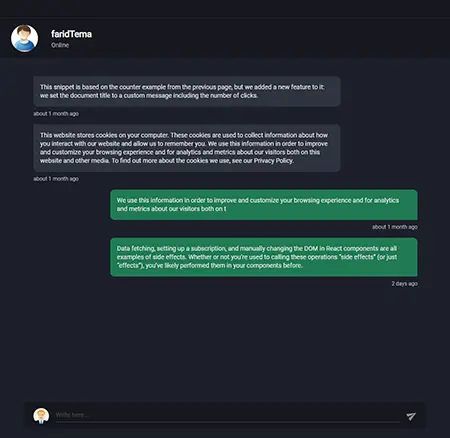 faridTema
Online
This snippet is based on the counter example from the previous page, but we added a new feature to it:
we set the document title to a custom message including the number of clicks.
about 1 month ago
This website stores cookies on your computer. These cookies are used to collect information about how
you interact with our website and allow us to remember you. We use this information in order to improve
and customize your browsing experience and for analytics and metrics about our visitors both on this
website and other media. To find out more about the cookies we use, see our Privacy Policy.
about 1 month ago
We use this information in order to improve and customize your browsing experience and for analytics
and metrics about our visitors both on t
about 1 month ago
Data fetching, setting up a subscription, and manually changing the DOM in React components are all
examples of side effects. Whether or not you're used to calling these operations "side effects" (or just
"effects"), you've likely performed them in your components before.
2 days ago
Write here...